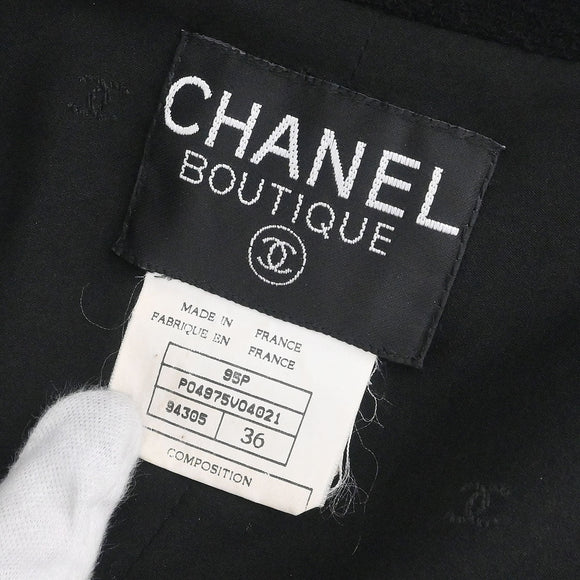 CHANEL
BOUTIQUE
MADE IN FRANCE
FABRIQUE EN FRANCE
95P
P04975V04021
94305 36
COMPOSITION